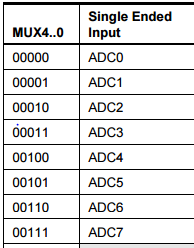 MUX4..0 Single Ended Input
00000 ADC0
00001 ADC1
00010 ADC2
00011 ADC3
00100 ADC4
00101 ADC5
00110 ADC6
00111 ADC7